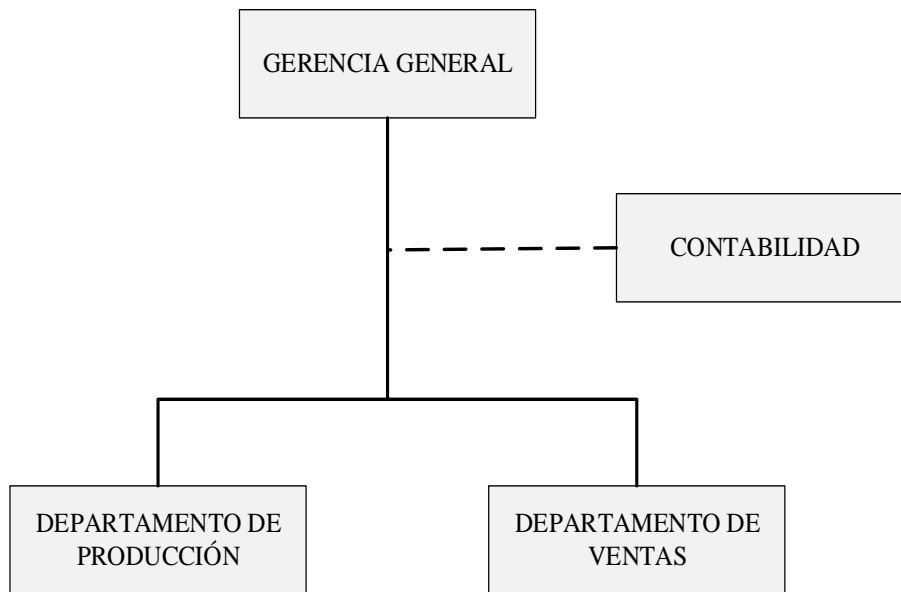 GERENCIA GENERAL
CONTABILIDAD
DEPARTAMENTO DE
PRODUCCIÓN
DEPARTAMENTO DE
VENTAS